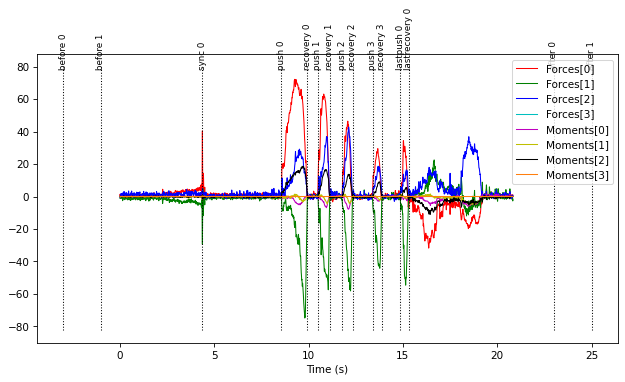 before 0
before 1
sync 0
push 0
recovery 0
push 1
recovery 1
push 2
recovery 2
push 3
recovery 3
lastpush 0
lastrecovery 0
er 0
er 1
Forces[0]
Forces[1]
Forces[2]
Forces[3]
Moments[0]
Moments[1]
Moments[2]
Moments[3]
80
60
40
20
0
−20
−40
−60
−80
0
5
10
15
20
25
Time (s)